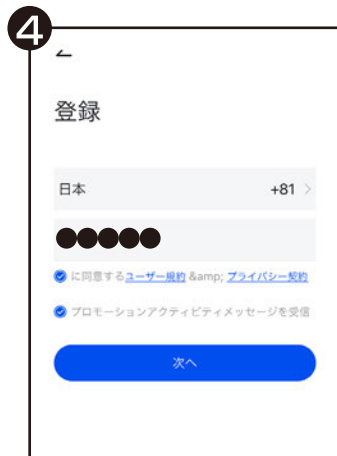 4
登録
日本 +81 >
●●●●●
に同意するユーザー規約 &amp; プライバシー契約
プロモーションアクティビティメッセージを受信
次へ